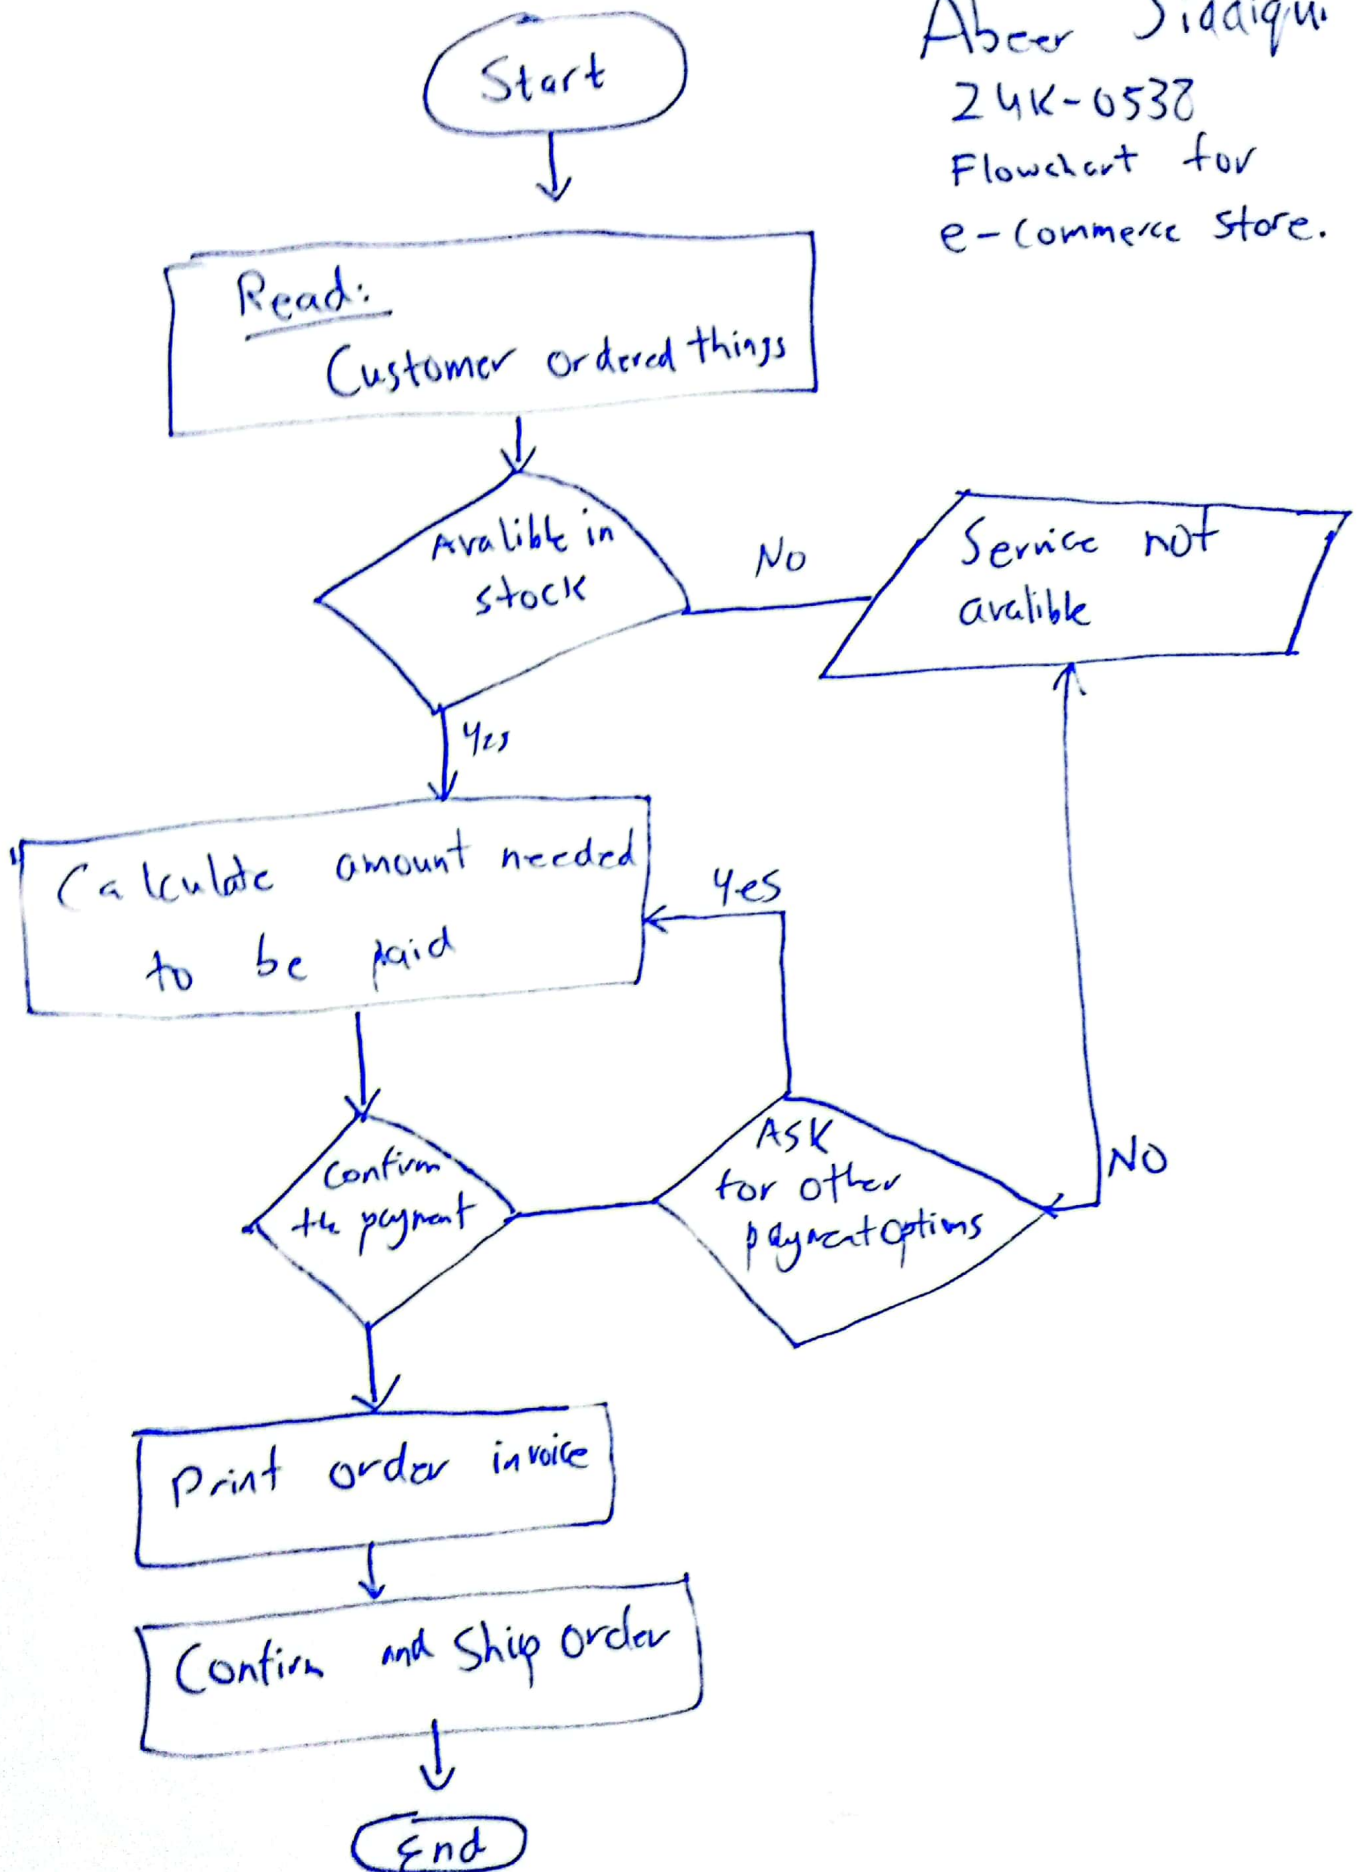 Start
Abeer Siddiqui
24K-0538
Flowchart for
e-commerce store.
Read:
Customer ordered things
Avalible in
stock
No
Service not
avalible
Yes
Calculate amount needed
to be paid
Yes
Confirm
the payment
ASK
for other
payment options
NO
Print order invoice
Confirm and Ship order
End